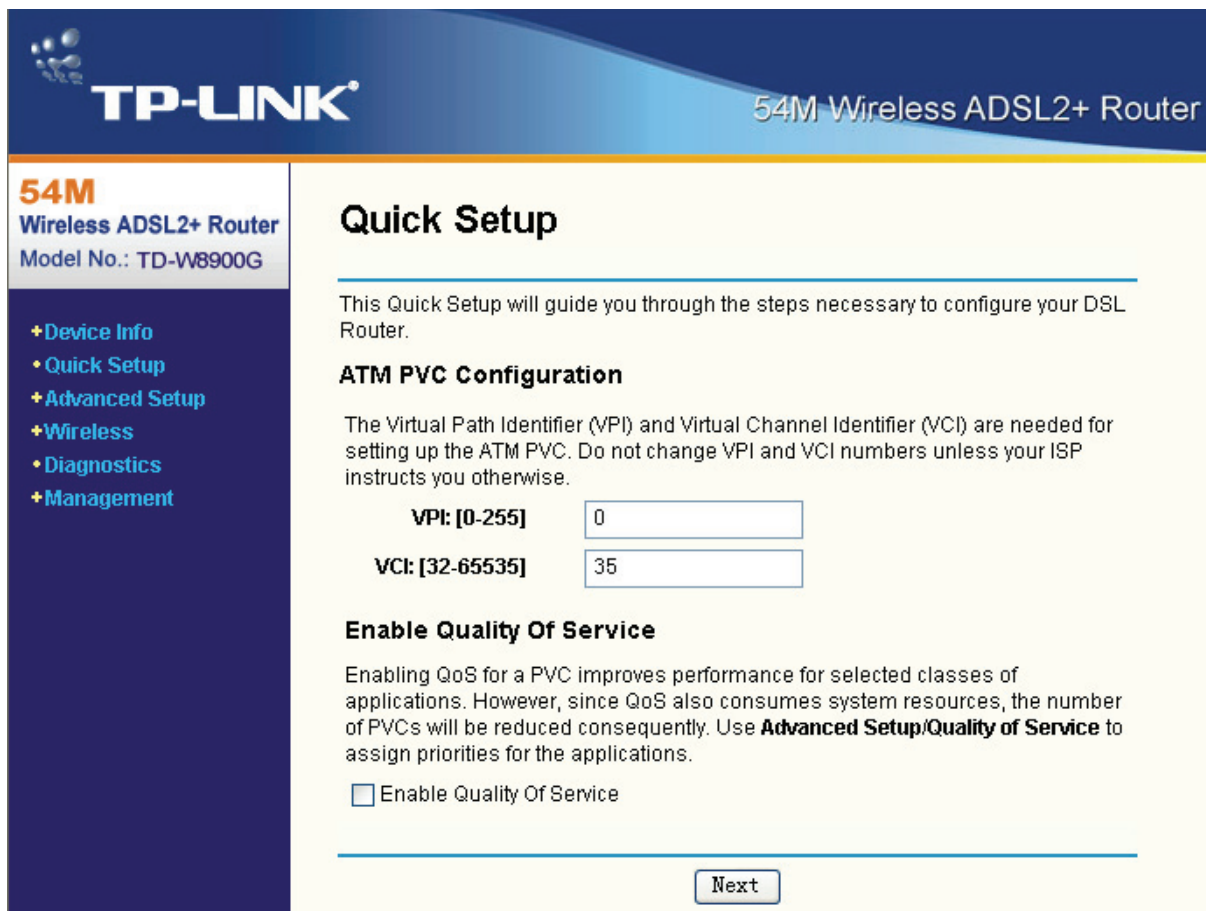 TP-LINK®
54M Wireless ADSL2+ Router
54M
Wireless ADSL2+ Router
Model No.: TD-W8900G
+Device Info
•Quick Setup
+Advanced Setup
+Wireless
•Diagnostics
+Management
Quick Setup
This Quick Setup will guide you through the steps necessary to configure your DSL
Router.
ATM PVC Configuration
The Virtual Path Identifier (VPI) and Virtual Channel Identifier (VCI) are needed for
setting up the ATM PVC. Do not change VPI and VCI numbers unless your ISP
instructs you otherwise.
VPI: [0-255] 0
VCI: [32-65535] 35
Enable Quality Of Service
Enabling QoS for a PVC improves performance for selected classes of
applications. However, since QoS also consumes system resources, the number
of PVCs will be reduced consequently. Use Advanced Setup/Quality of Service to
assign priorities for the applications.
Enable Quality Of Service
Next